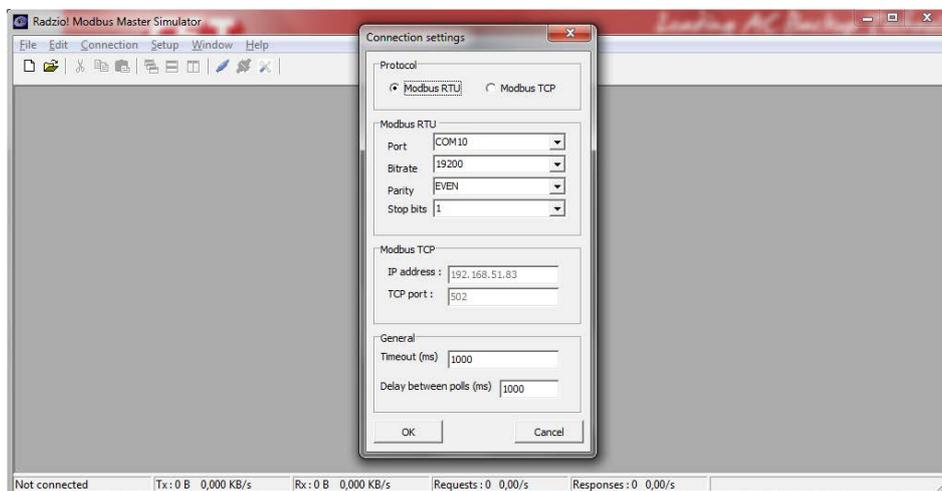 Radzio! Modbus Master Simulator
File Edit Connection Setup Window Help
Connection settings
Protocol
Modbus RTU Modbus TCP
Modbus RTU
Port COM10
Bitrate 19200
Parity EVEN
Stop bits 1
Modbus TCP
IP address : 192.168.51.83
TCP port : 502
General
Timeout (ms) 1000
Delay between polls (ms) 1000
OK Cancel
Not connected Tx : 0 B 0,000 KB/s Rx : 0 B 0,000 KB/s Requests : 0 0,00/s Responses : 0 0,00/s